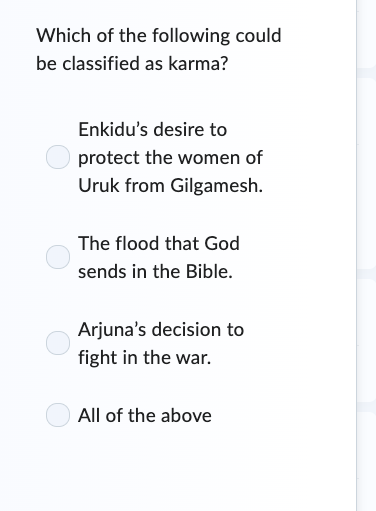 Which of the following could
be classified as karma?
Enkidu’s desire to
protect the women of
Uruk from Gilgamesh.
The flood that God
sends in the Bible.
Arjuna’s decision to
fight in the war.
All of the above